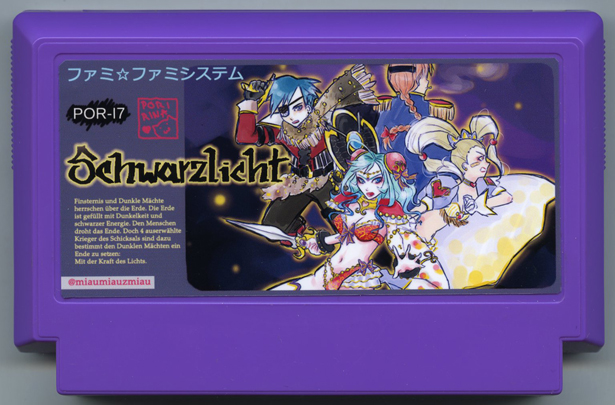 ファミ☆ファミシステム
POR-17
Schwarzlicht
Finsternis und Dunkle Mächte
herrschen über die Erde. Die Erde
ist gefüllt mit Dunkelkeit und
schwarzer Energie. Den Menschen
droht das Ende. Doch 4 auserwählte
Krieger des Schicksals sind dazu
bestimmt den Dunklen Mächten ein
Ende zu setzen:
Mit der Kraft des Lichts.
@miaumiauzmiau